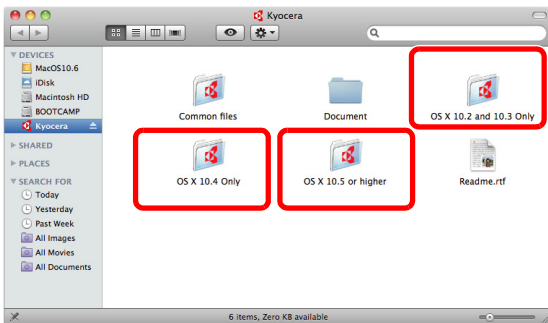 Kyocera
DEVICES
MacOS10.6
iDisk
Macintosh HD
BOOTCAMP
Kyocera
SHARED
PLACES
SEARCH FOR
Today
Yesterday
Past Week
All Images
All Movies
All Documents
Common files
Document
OS X 10.2 and 10.3 Only
OS X 10.4 Only
OS X 10.5 or higher
Readme.rtf
6 items, Zero KB available